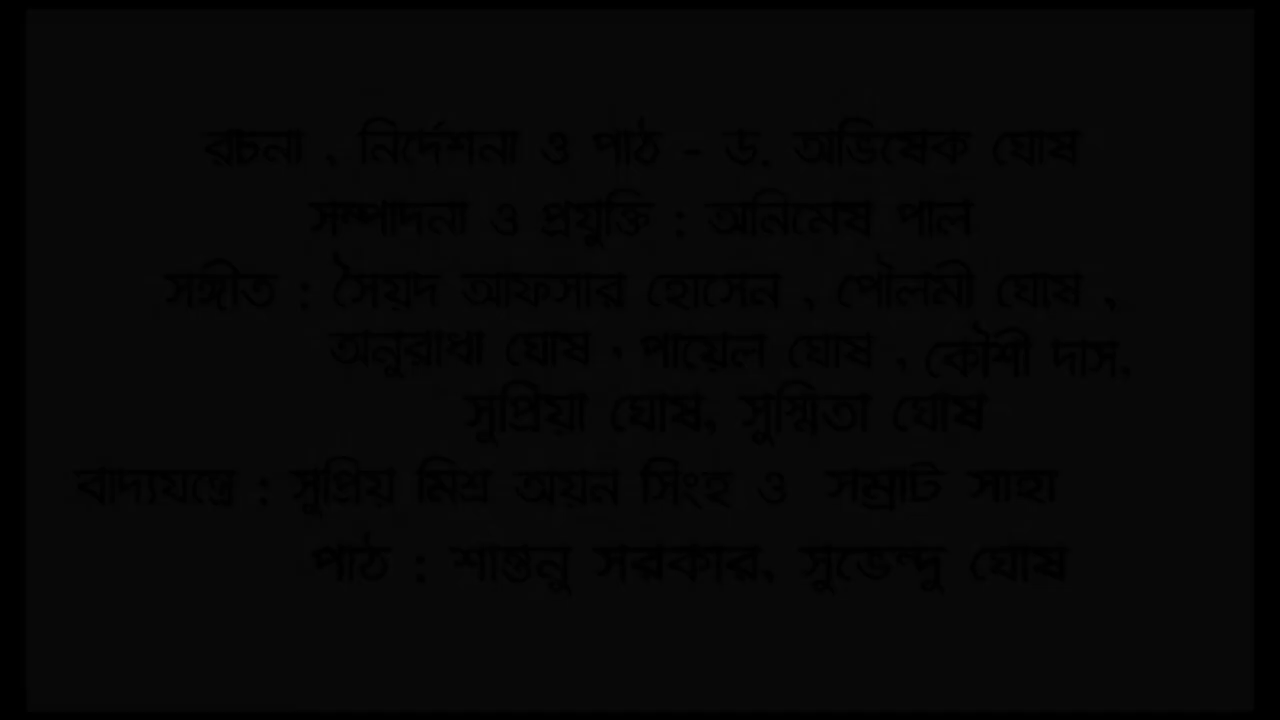 রচনা , নির্দেশনা ও পাঠ - ড. অভিষেক ঘোষ
সম্পাদনা ও প্রযুক্তি : অনিমেষ পাল
সঙ্গীত : সৈয়দ আফসার হোসেন , পৌলমী ঘোষ ,
অনুরাধা ঘোষ , পায়েল ঘোষ , কৌশী দাস,
সুপ্রিয়া ঘোষ, সুস্মিতা ঘোষ
বাদ্যযন্ত্রে : সুপ্রিয় মিশ্র অয়ন সিংহ ও সম্রাট সাহা
পাঠ : শান্তনু সরকার, সুভেন্দু ঘোষ